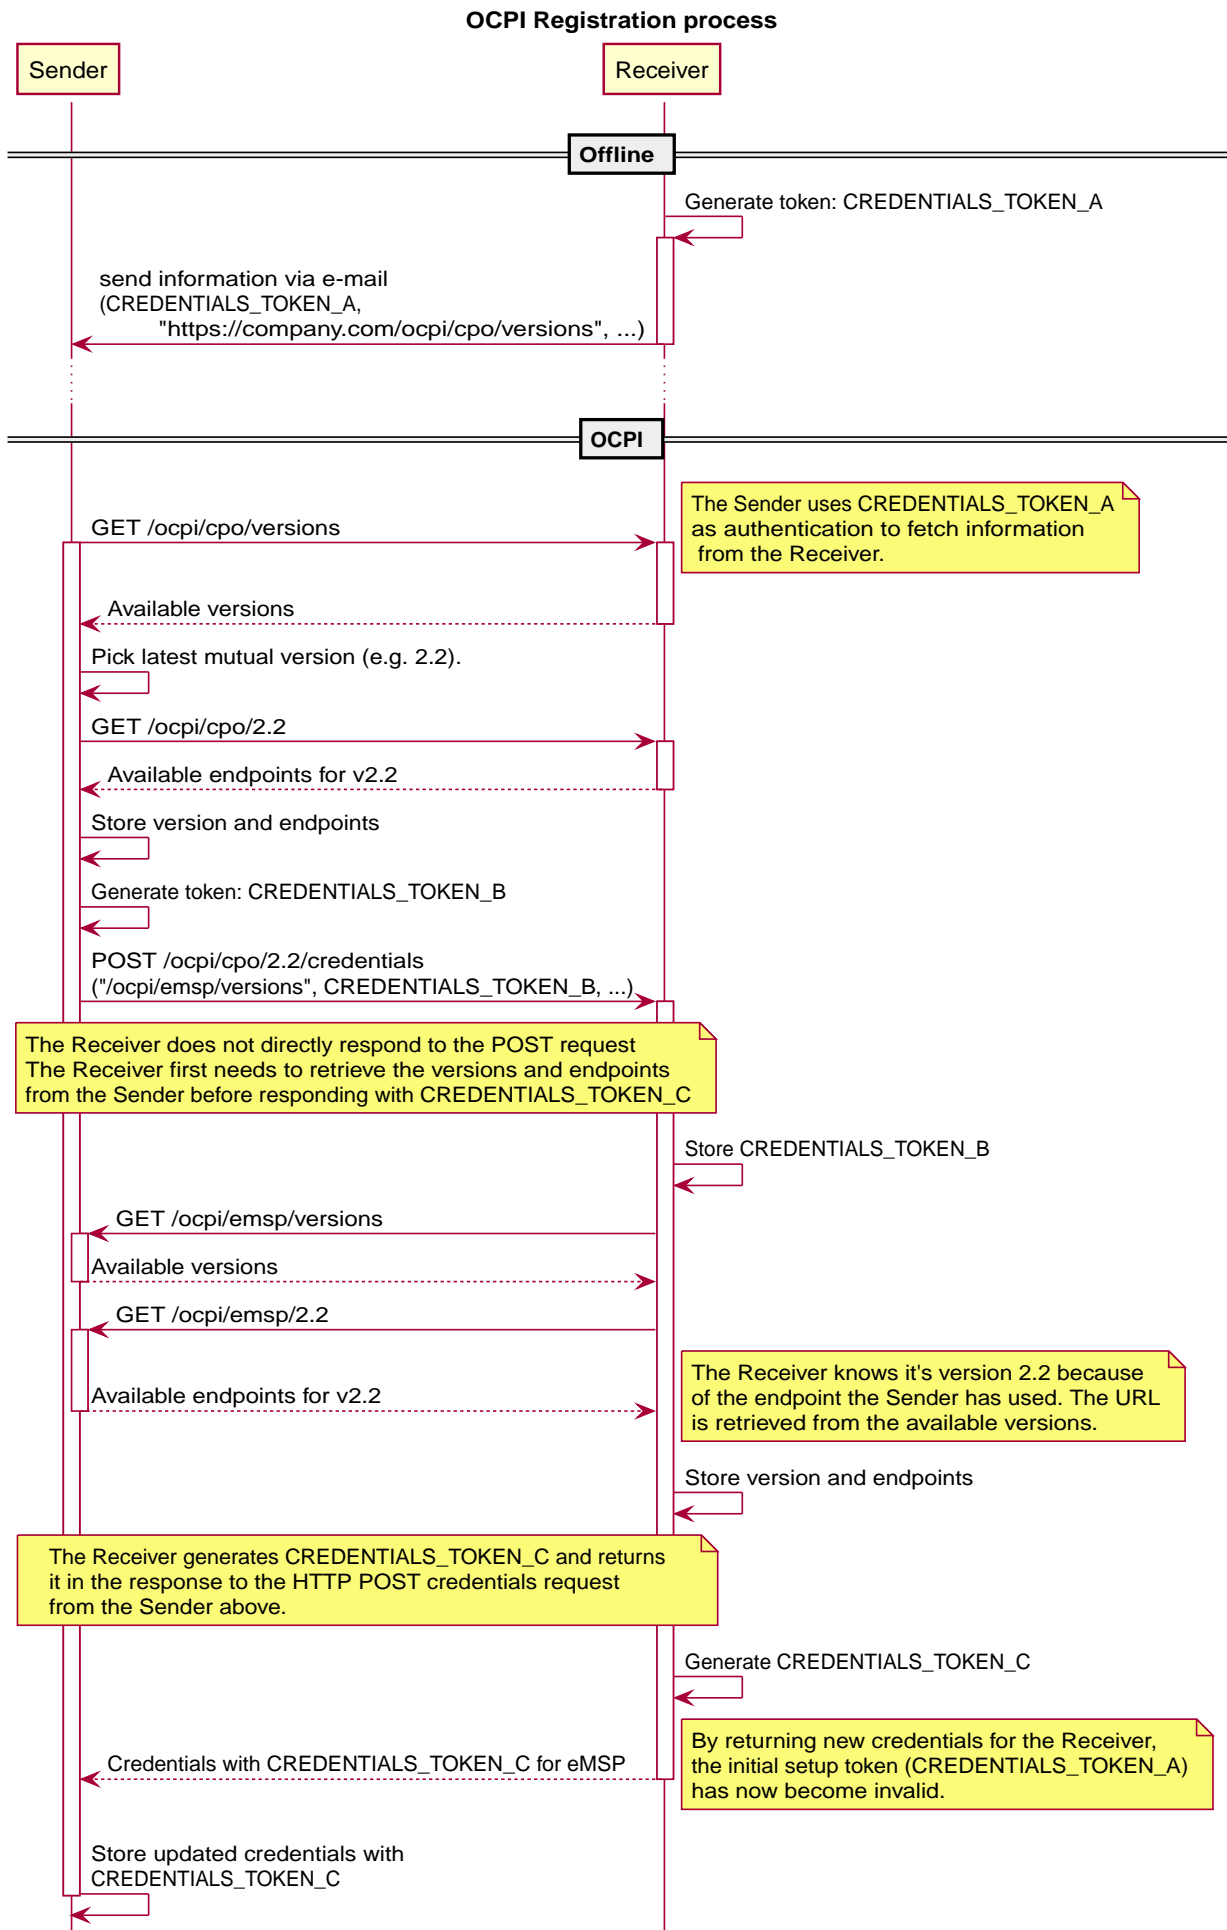 OCPI Registration process
Sender
Receiver
Offline
Generate token: CREDENTIALS_TOKEN_A
send information via e-mail
(CREDENTIALS_TOKEN_A,
"https://company.com/ocpi/cpo/versions", ...)
OCPI
The Sender uses CREDENTIALS_TOKEN_A
as authentication to fetch information
from the Receiver.
GET /ocpi/cpo/versions
Available versions
Pick latest mutual version (e.g. 2.2).
GET /ocpi/cpo/2.2
Available endpoints for v2.2
Store version and endpoints
Generate token: CREDENTIALS_TOKEN_B
POST /ocpi/cpo/2.2/credentials
("/ocpi/emsp/versions", CREDENTIALS_TOKEN_B, ...)
The Receiver does not directly respond to the POST request
The Receiver first needs to retrieve the versions and endpoints
from the Sender before responding with CREDENTIALS_TOKEN_C
Store CREDENTIALS_TOKEN_B
GET /ocpi/emsp/versions
Available versions
GET /ocpi/emsp/2.2
The Receiver knows it's version 2.2 because
of the endpoint the Sender has used. The URL
is retrieved from the available versions.
Available endpoints for v2.2
Store version and endpoints
The Receiver generates CREDENTIALS_TOKEN_C and returns
it in the response to the HTTP POST credentials request
from the Sender above.
Generate CREDENTIALS_TOKEN_C
By returning new credentials for the Receiver,
the initial setup token (CREDENTIALS_TOKEN_A)
has now become invalid.
Credentials with CREDENTIALS_TOKEN_C for eMSP
Store updated credentials with
CREDENTIALS_TOKEN_C